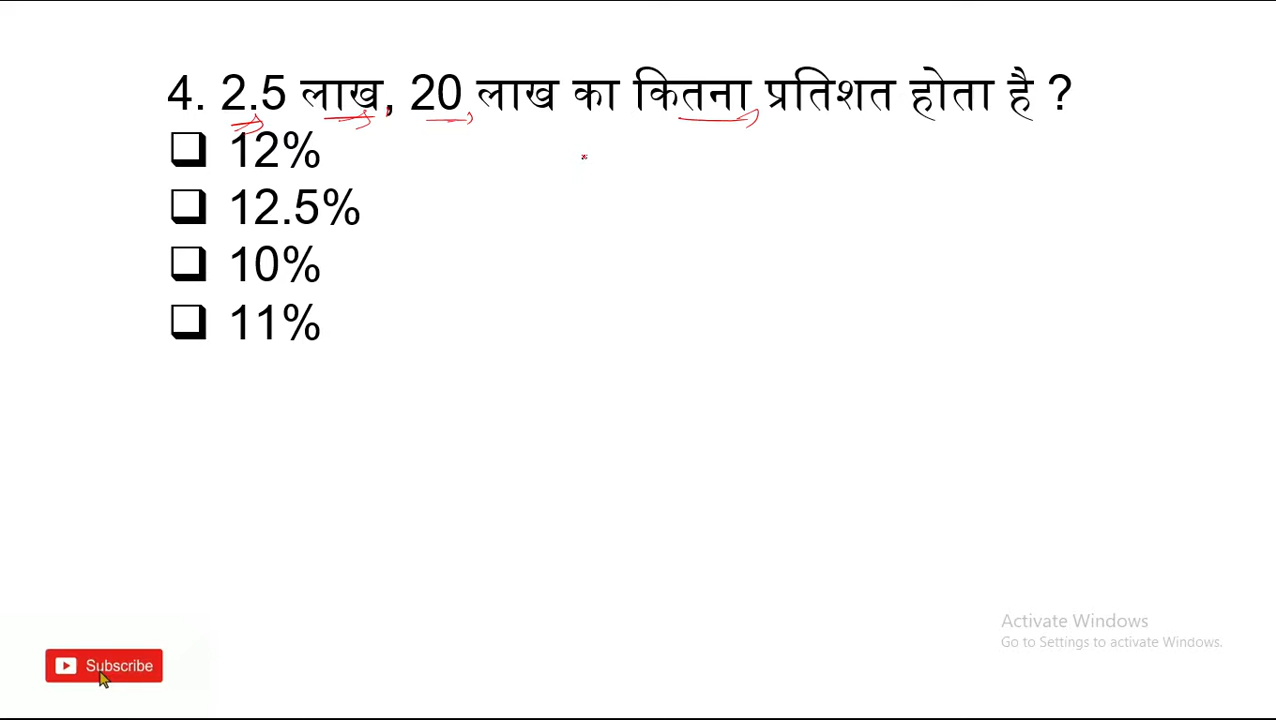 4. 2.5 लाख, 20 लाख का कितना प्रतिशत होता है ?
❑ 12%
❑ 12.5%
❑ 10%
❑ 11%
Activate Windows
Go to Settings to activate Windows.
Subscribe